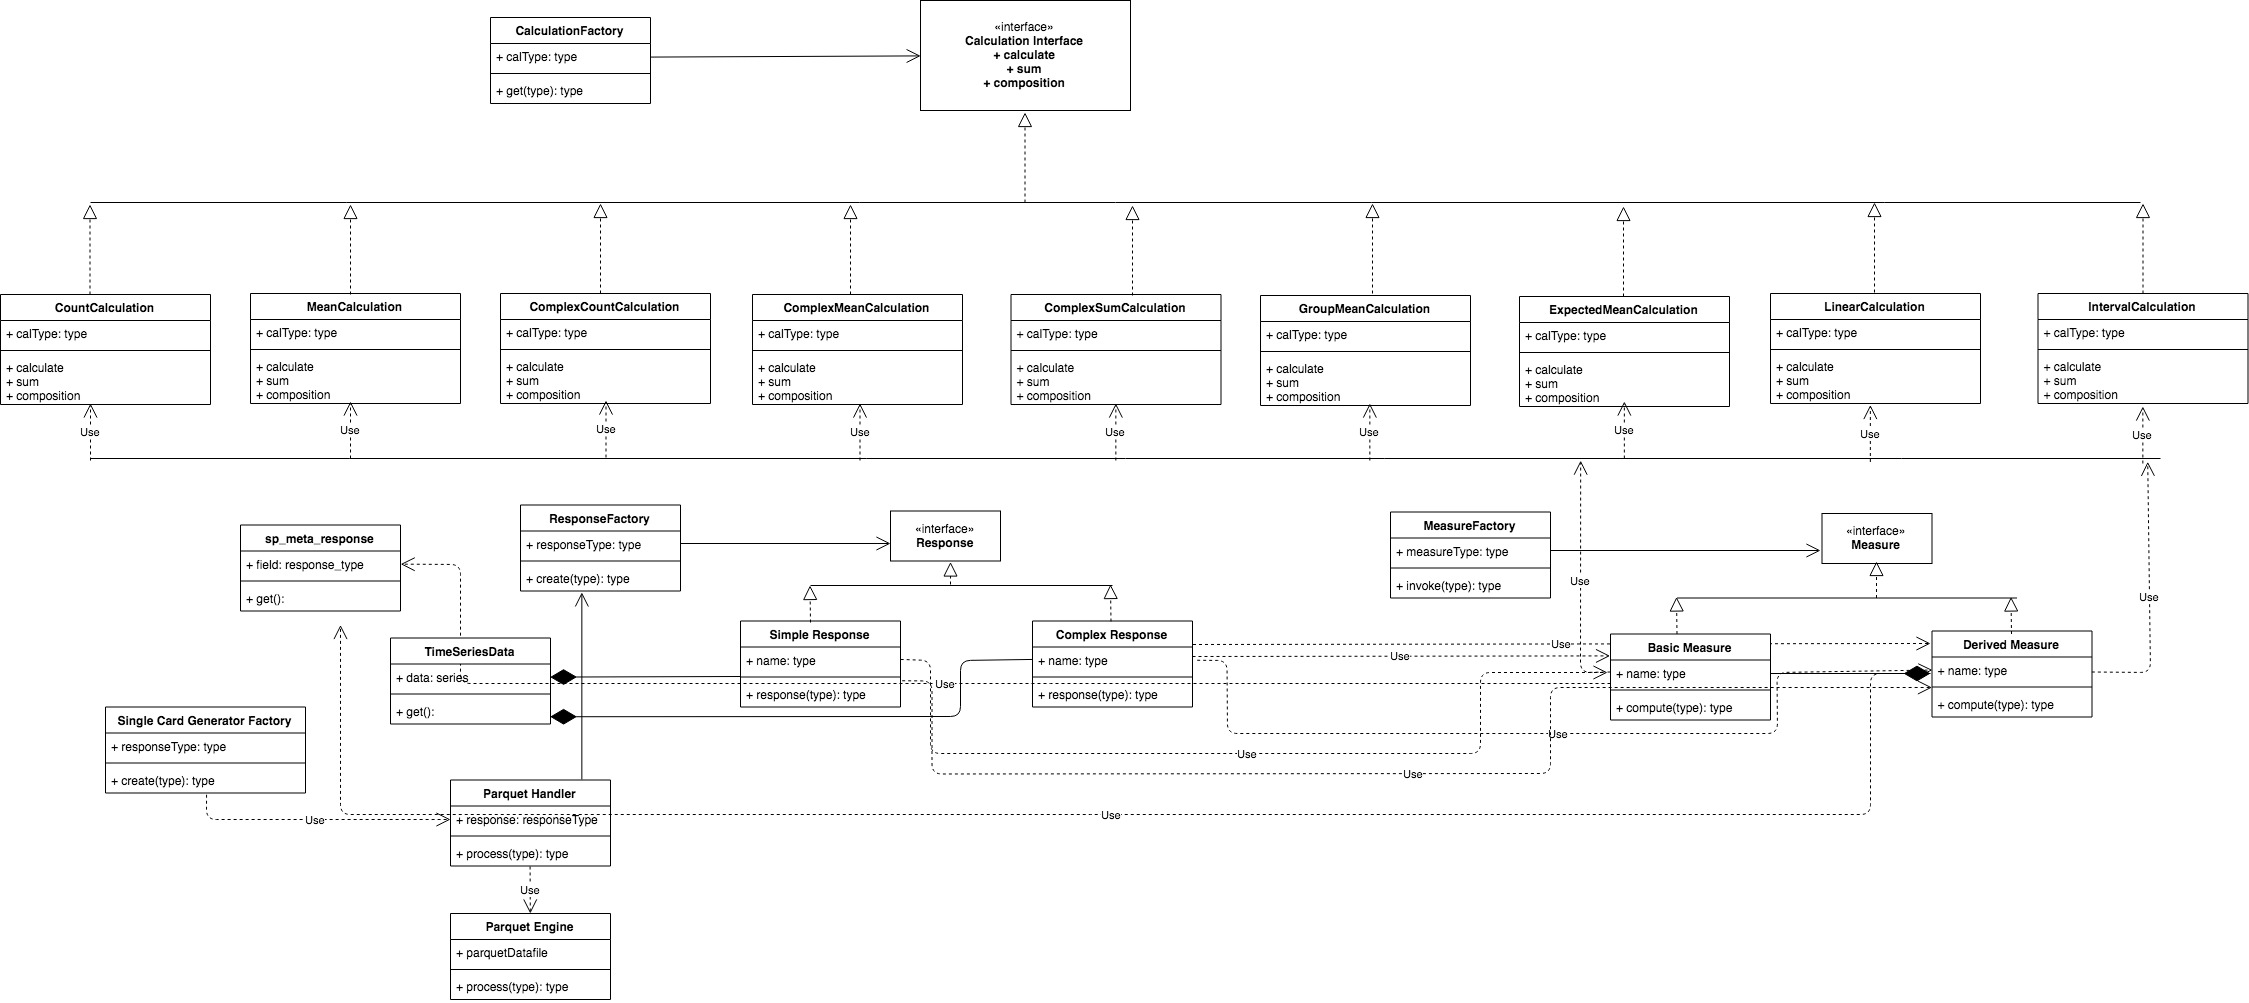 CalculationFactory
+ calType: type
+ get(type): type
«interface»
Calculation Interface
+ calculate
+ sum
+ composition
CountCalculation
+ calType: type
+ calculate
+ sum
+ composition
MeanCalculation
+ calType: type
+ calculate
+ sum
+ composition
ComplexCountCalculation
+ calType: type
+ calculate
+ sum
+ composition
ComplexMeanCalculation
+ calType: type
+ calculate
+ sum
+ composition
ComplexSumCalculation
+ calType: type
+ calculate
+ sum
+ composition
GroupMeanCalculation
+ calType: type
+ calculate
+ sum
+ composition
ExpectedMeanCalculation
+ calType: type
+ calculate
+ sum
+ composition
LinearCalculation
+ calType: type
+ calculate
+ sum
+ composition
IntervalCalculation
+ calType: type
+ calculate
+ sum
+ composition
Use
Use
Use
Use
Use
Use
Use
Use
Use
sp_meta_response
+ field: response_type
+ get():
ResponseFactory
+ responseType: type
+ create(type): type
«interface»
Response
MeasureFactory
+ measureType: type
+ invoke(type): type
«interface»
Measure
Use
Use
TimeSeriesData
+ data: series
+ get():
Simple Response
+ name: type
+ response(type): type
Complex Response
+ name: type
+ response(type): type
Use
Use
Use
Basic Measure
+ name: type
+ compute(type): type
Derived Measure
+ name: type
+ compute(type): type
Single Card Generator Factory
+ responseType: type
+ create(type): type
Use
Use
Use
Use
Use
Parquet Handler
+ response: responseType
+ process(type): type
Use
Parquet Engine
+ parquetDatafile
+ process(type): type